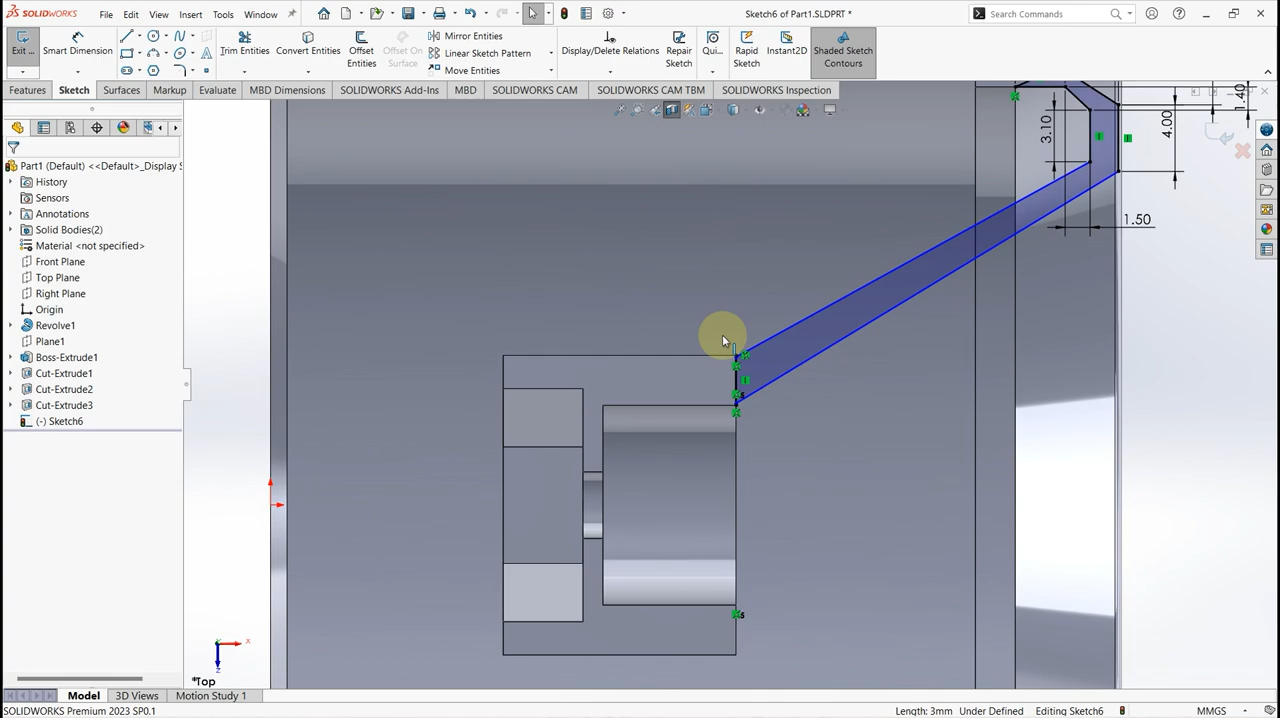 SOLIDWORKS File Edit View Insert Tools Window Sketch6 of Part1.SLDPRT * Search Commands
Exit ... Smart Dimension Trim Entities Convert Entities Offset Entities Offset On Surface Mirror Entities Display/Delete Relations Repair Sketch Qui... Rapid Sketch Instant2D Shaded Sketch Contours
Linear Sketch Pattern
Move Entities
Features Sketch Surfaces Markup Evaluate MBD Dimensions SOLIDWORKS Add-Ins MBD SOLIDWORKS CAM SOLIDWORKS CAM TBM SOLIDWORKS Inspection
1.40
4.00
3.10
1.50
Part1 (Default) <<Default>_Display S
History
Sensors
Annotations
Solid Bodies(2)
Material <not specified>
Front Plane
Top Plane
Right Plane
Origin
Revolve1
Plane1
Boss-Extrude1
Cut-Extrude1
Cut-Extrude2
Cut-Extrude3
(-) Sketch6
*Top
Model 3D Views Motion Study 1
SOLIDWORKS Premium 2023 SP0.1 Length: 3mm Under Defined Editing Sketch6 MMGS